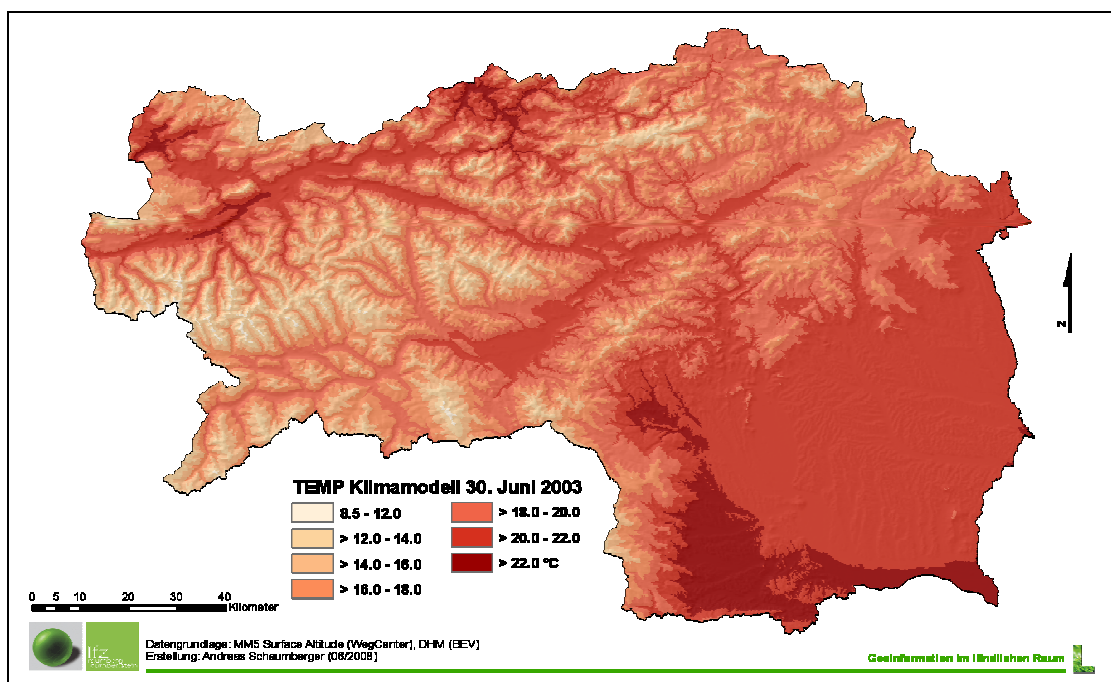 TEMP Klimamodell 30. Juni 2003
8.5 - 12.0
> 12.0 - 14.0
> 14.0 - 16.0
> 16.0 - 18.0
> 18.0 - 20.0
> 20.0 - 22.0
> 22.0 °C
N
0 5 10 20 30 40
Kilometer
lfz
Datengrundlage: MM5 Surface Altitude (WegCenter), DHM (BEV)
Erstellung: Andreas Schaumberger (06/2008)
Geoinformation im ländlichen Raum